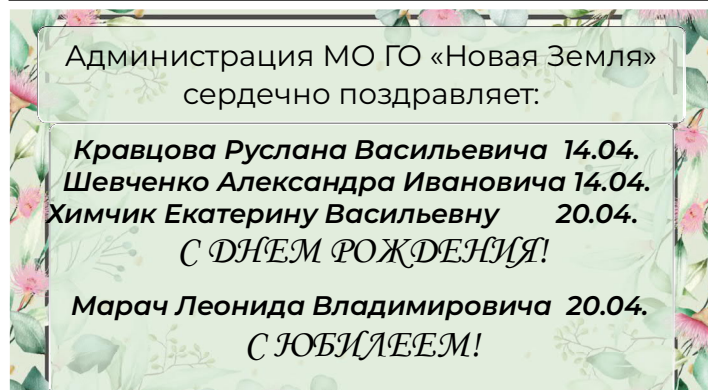 Администрация МО ГО «Новая Земля»
сердечно поздравляет:
Кравцова Руслана Васильевича 14.04.
Шевченко Александра Ивановича 14.04.
Химчик Екатерину Васильевну 20.04.
С ДНЕМ РОЖДЕНИЯ!
Марач Леонида Владимировича 20.04.
С ЮБИЛЕЕМ!